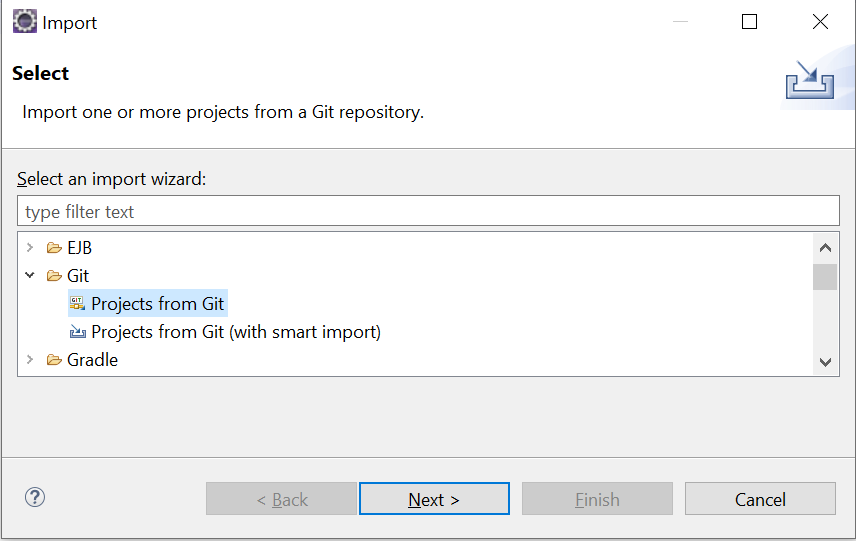 Import
Select
Import one or more projects from a Git repository.
Select an import wizard:
type filter text
EJB
Git
GIT Projects from Git
Projects from Git (with smart import)
Gradle
? < Back Next > Finish Cancel